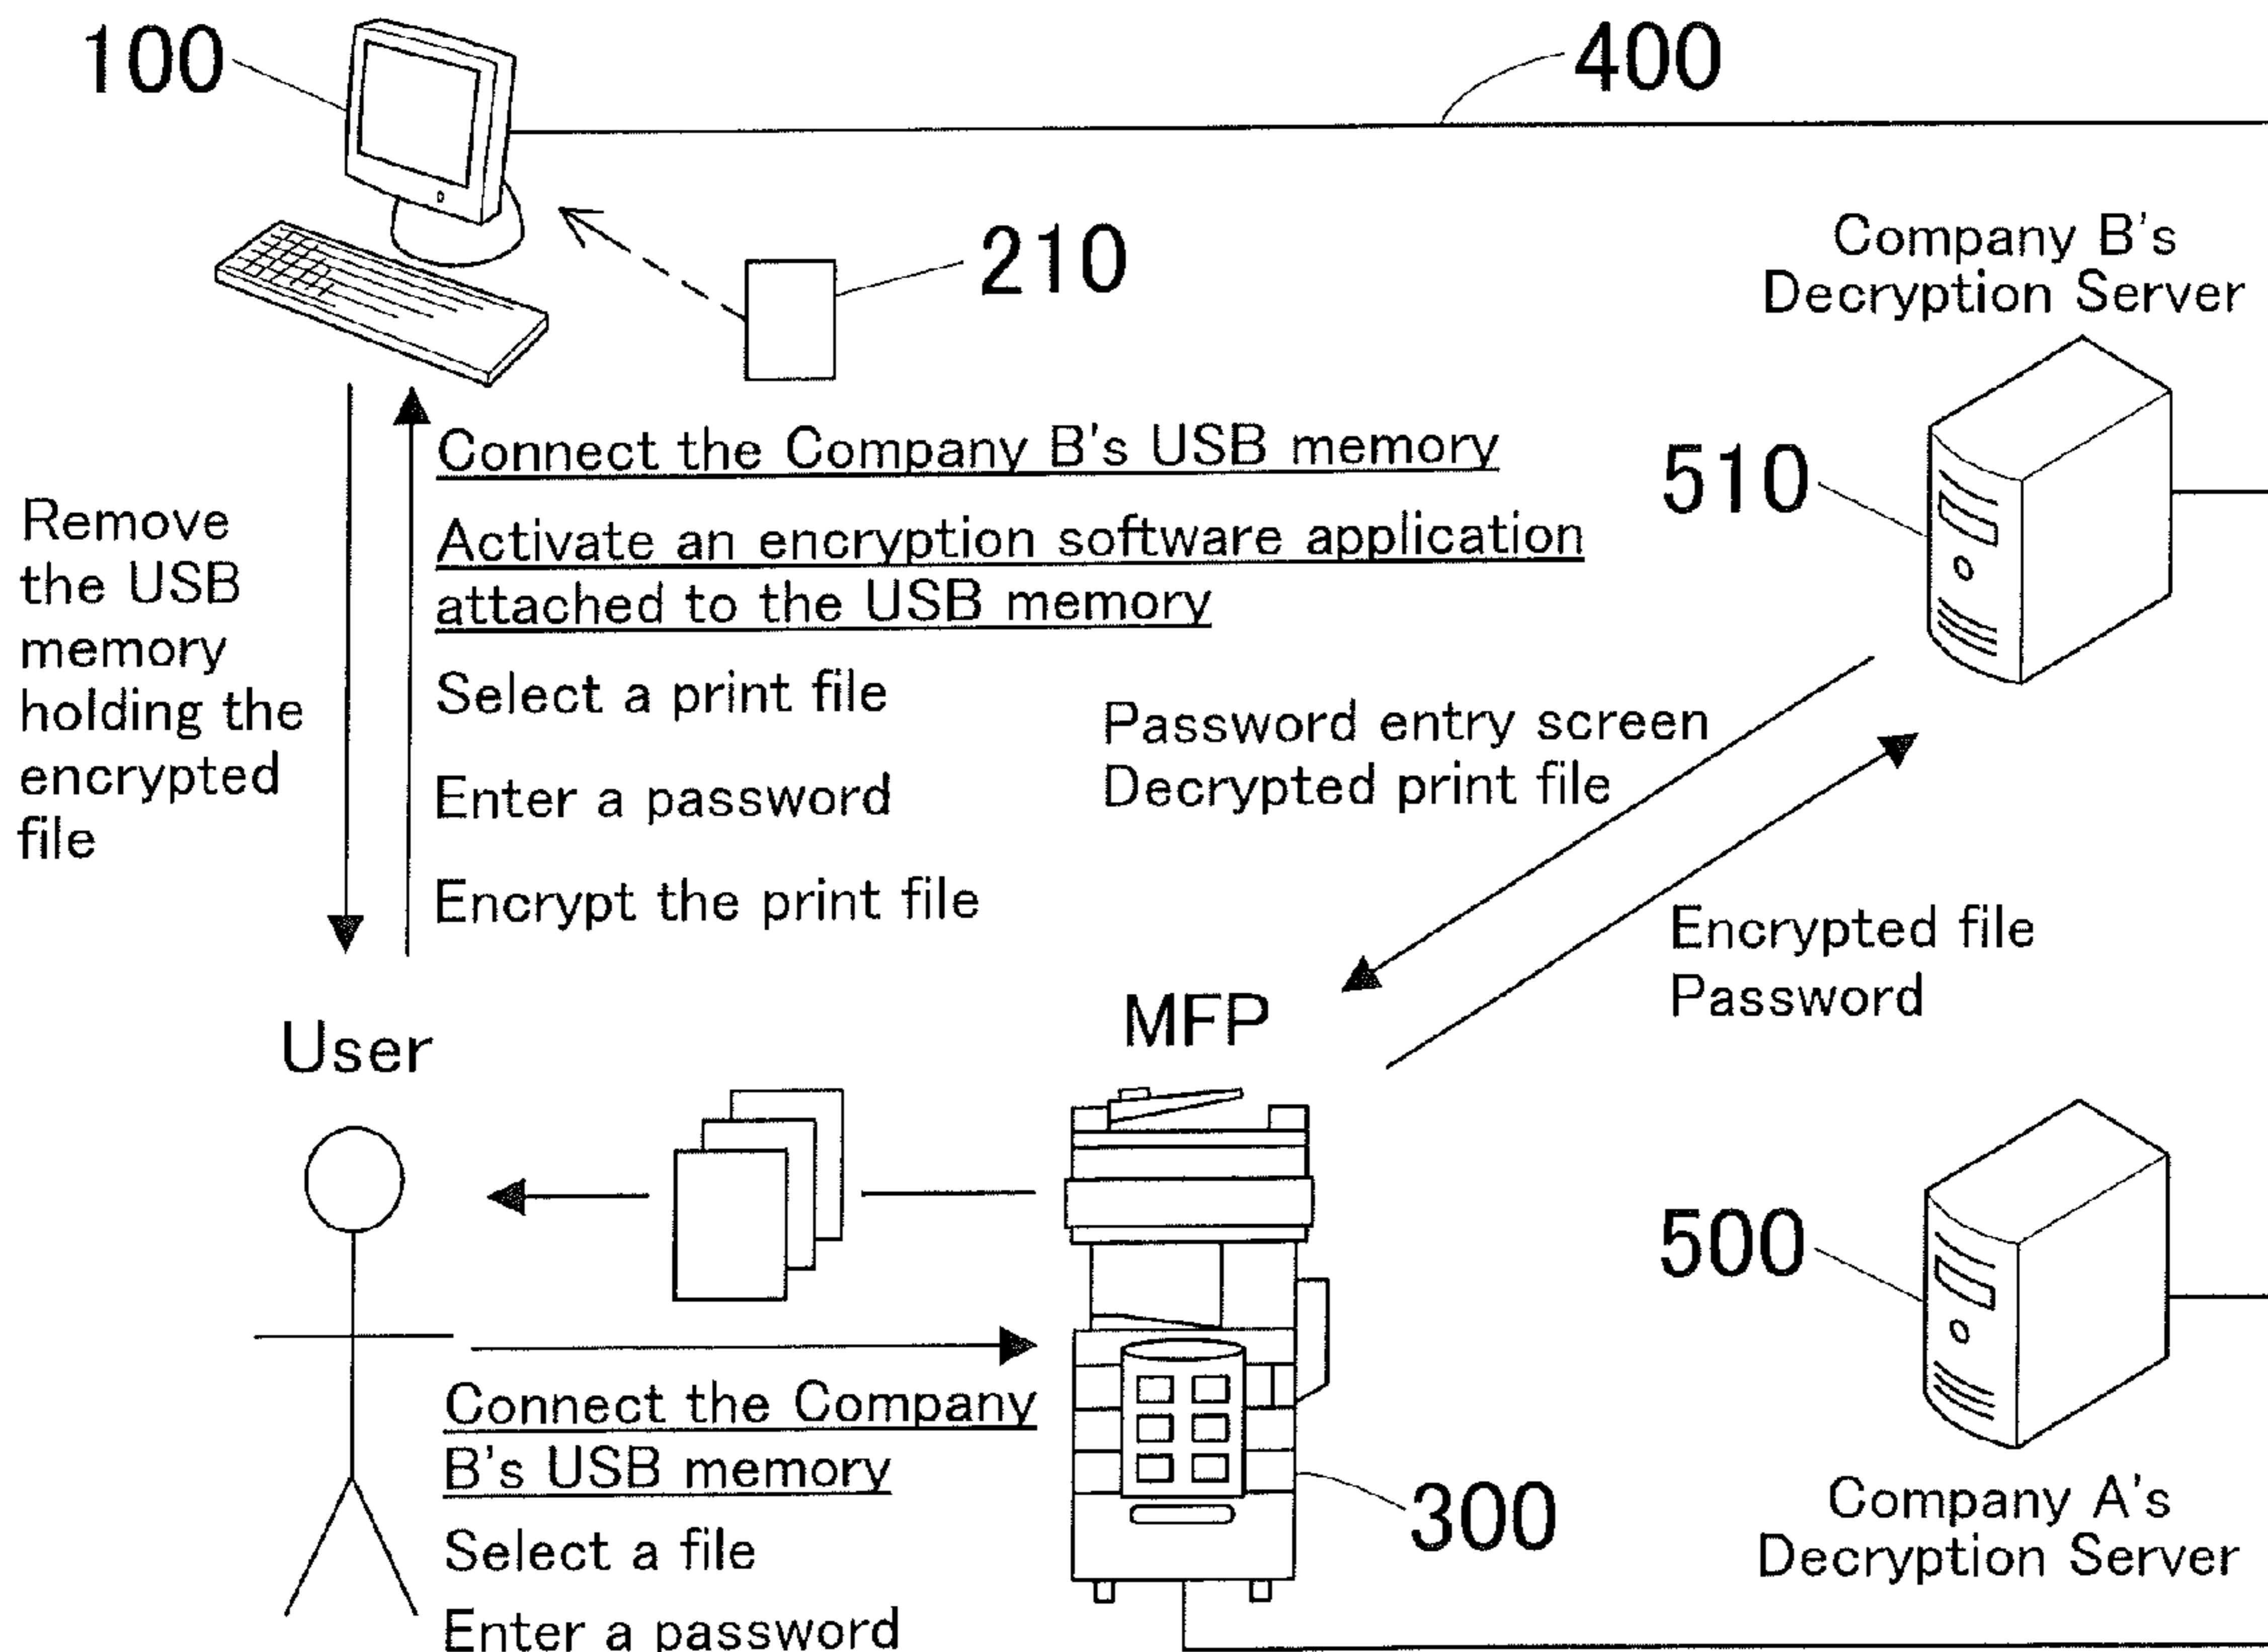 100
400
210
Company B's
Decryption Server
510
Connect the Company B's USB memory
Activate an encryption software application
attached to the USB memory
Select a print file
Enter a password
Encrypt the print file
Remove
the USB
memory
holding the
encrypted
file
Password entry screen
Decrypted print file
Encrypted file
Password
User
MFP
500
Connect the Company
B's USB memory
Select a file
Enter a password
300
Company A's
Decryption Server